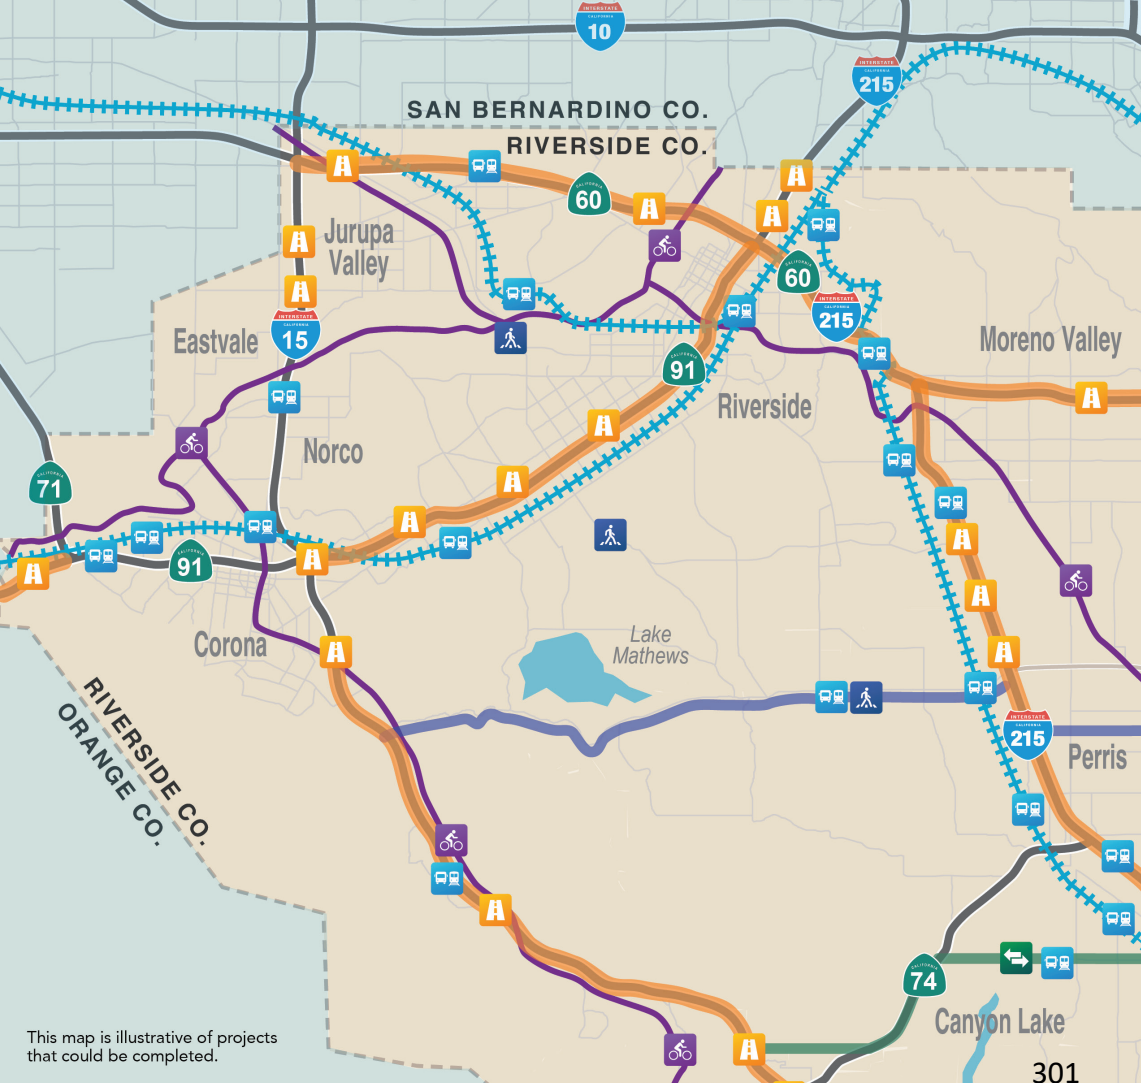 INTERSTATE
CALIFORNIA
10
INTERSTATE
CALIFORNIA
215
SAN BERNARDINO CO.
RIVERSIDE CO.
CALIFORNIA
60
Jurupa
Valley
CALIFORNIA
60
INTERSTATE
CALIFORNIA
215
INTERSTATE
CALIFORNIA
15
Eastvale
Moreno Valley
CALIFORNIA
91
Riverside
Norco
CALIFORNIA
71
CALIFORNIA
91
Corona
Lake
Mathews
RIVERSIDE CO.
ORANGE CO.
INTERSTATE
CALIFORNIA
215
Perris
CALIFORNIA
74
Canyon Lake
This map is illustrative of projects
that could be completed.
301